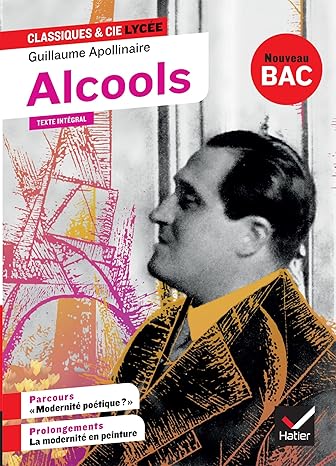 CLASSIQUES & CIE LYCÉE
Guillaume Apollinaire
Alcools
TEXTE INTÉGRAL
Nouveau
BAC
Parcours
« Modernité poétique ? »
Prolongements
La modernité en peinture
Hatier